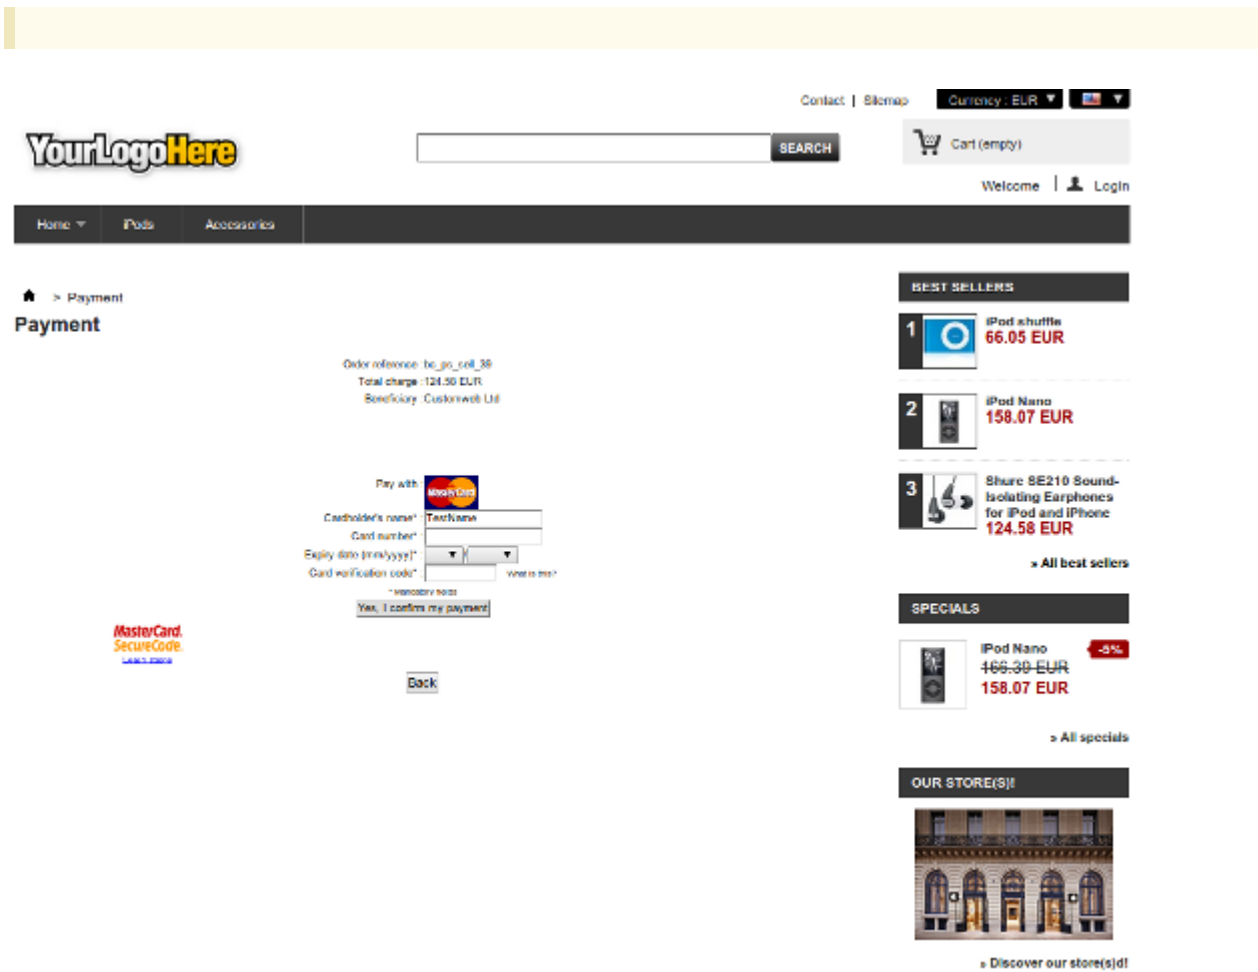 Contact | Sitemap
Currency : EUR
YourLogoHere
SEARCH
Cart (empty)
Welcome
Login
Home
iPods
Accessories
> Payment
Payment
Order reference :
Total charge : 124.58 EUR
Beneficiary : Customweb Ltd
Pay with :
MasterCard
Cardholder's name* : TestName
Card number* :
Expiry date (mm/yyyy)* : /
Card verification code* : What is this?
* Mandatory fields
Yes, I confirm my payment
MasterCard.
SecureCode.
Learn more
Back
BEST SELLERS
1
iPod shuffle
66.05 EUR
2
iPod Nano
158.07 EUR
3
Shure SE210 Sound-
Isolating Earphones
for iPod and iPhone
124.58 EUR
» All best sellers
SPECIALS
iPod Nano
-5%
166.39 EUR
158.07 EUR
» All specials
OUR STORE(S)!
» Discover our store(s)d!